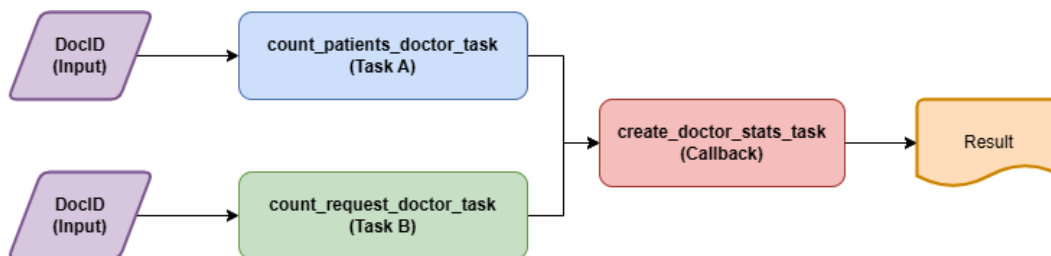 DocID
(Input)
count_patients_doctor_task
(Task A)
create_doctor_stats_task
(Callback)
Result
DocID
(Input)
count_request_doctor_task
(Task B)